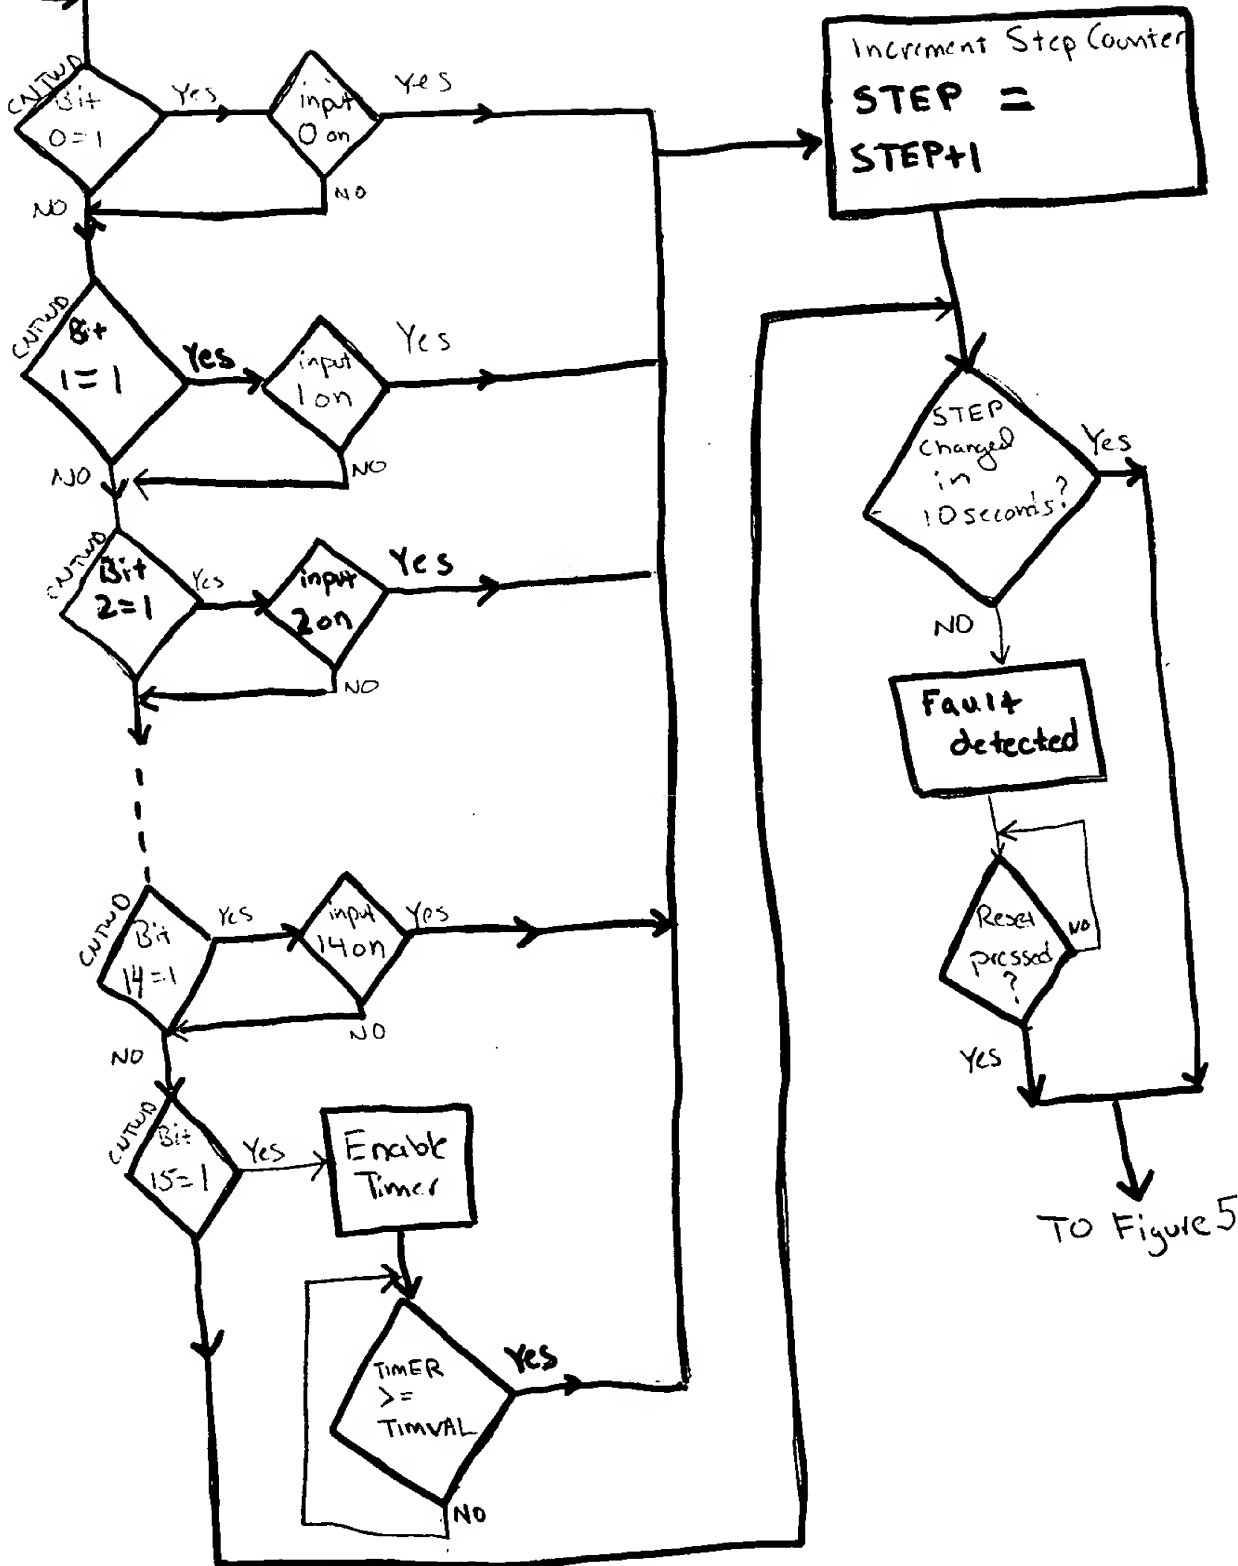 CNTWD
Bit
0=1
Yes
input
0 on
Yes
NO
NO
CNTWD
Bit
1=1
Yes
input
1 on
Yes
NO
NO
CNTWD
Bit
2=1
Yes
input
2 on
Yes
NO
CNTWD
Bit
14=1
Yes
input
14 on
Yes
NO
NO
CNTWD
Bit
15=1
Yes
Enable
Timer
TIMER
>=
TIMVAL
Yes
NO
Increment Step Counter
STEP =
STEP+1
STEP
Changed
in
10 seconds?
Yes
NO
Fault
detected
Reset
pressed
?
NO
Yes
TO Figure 5